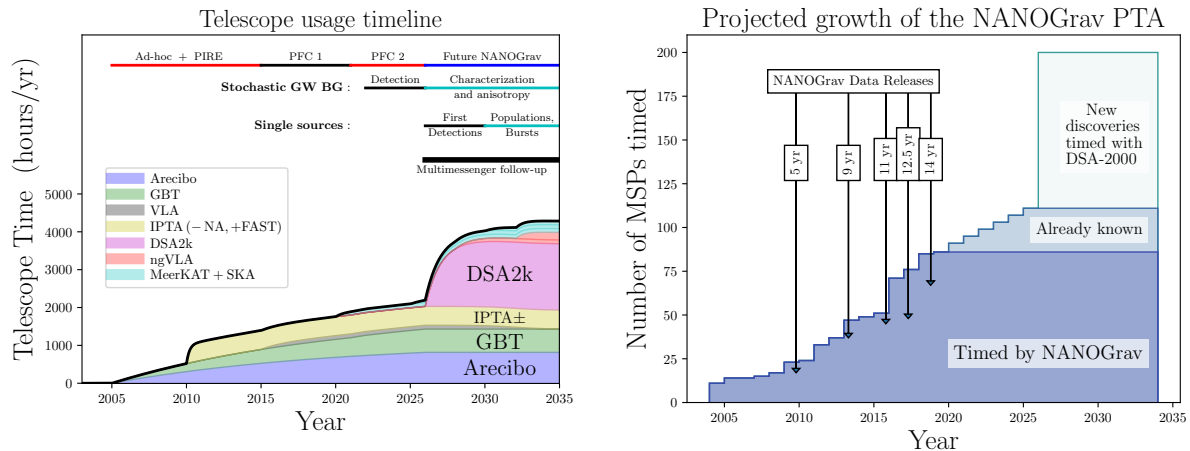 Telescope usage timeline
Ad-hoc + PIRE
PFC 1
PFC 2
Future NANOGrav
Stochastic GW BG :
Detection
Characterization
and anisotropy
Single sources :
First
Detections
Populations,
Bursts
Multimessenger follow-up
Arecibo
GBT
VLA
IPTA (− NA, +FAST)
DSA2k
ngVLA
MeerKAT + SKA
DSA2k
IPTA±
GBT
Arecibo
Telescope Time (hours/yr)
5000
4000
3000
2000
1000
0
2005 2010 2015 2020 2025 2030 2035
Year
Projected growth of the NANOGrav PTA
NANOGrav Data Releases
5 yr
9 yr
11 yr
12.5 yr
14 yr
New
discoveries
timed with
DSA-2000
Already known
Timed by NANOGrav
Number of MSPs timed
200
175
150
125
100
75
50
25
0
2005 2010 2015 2020 2025 2030 2035
Year